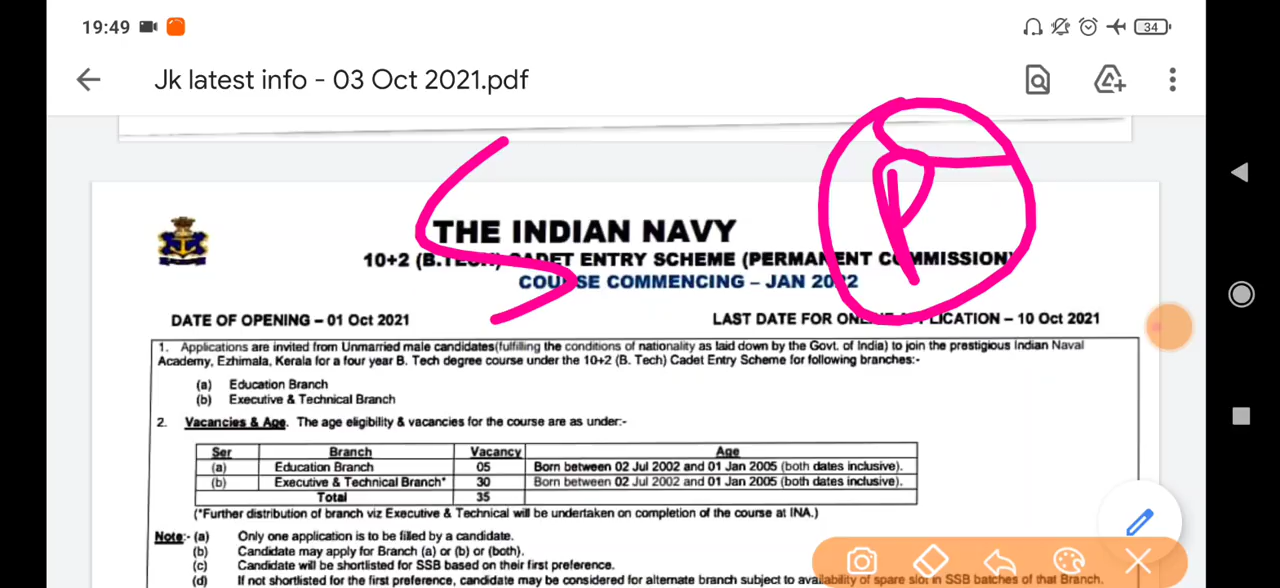 19:49 34
Jk latest info - 03 Oct 2021.pdf
THE INDIAN NAVY
10+2 (B.TECH) CADET ENTRY SCHEME (PERMANENT COMMISSION)
COURSE COMMENCING – JAN 2022
DATE OF OPENING – 01 Oct 2021 LAST DATE FOR ONLINE APPLICATION – 10 Oct 2021
1. Applications are invited from Unmarried male candidates(fulfilling the conditions of nationality as laid down by the Govt. of India) to join the prestigious Indian Naval
Academy, Ezhimala, Kerala for a four year B. Tech degree course under the 10+2 (B. Tech) Cadet Entry Scheme for following branches:-
(a) Education Branch
(b) Executive & Technical Branch
2. Vacancies & Age. The age eligibility & vacancies for the course are as under:-
Ser Branch Vacancy Age
(a) Education Branch 05 Born between 02 Jul 2002 and 01 Jan 2005 (both dates inclusive).
(b) Executive & Technical Branch* 30 Born between 02 Jul 2002 and 01 Jan 2005 (both dates inclusive).
Total 35
(*Further distribution of branch viz Executive & Technical will be undertaken on completion of the course at INA.)
Note:- (a) Only one application is to be filled by a candidate.
(b) Candidate may apply for Branch (a) or (b) or (both).
(c) Candidate will be shortlisted for SSB based on their first preference.
(d) If not shortlisted for the first preference, candidate may be considered for alternate branch subject to availability of spare slot in SSB batches of that Branch.